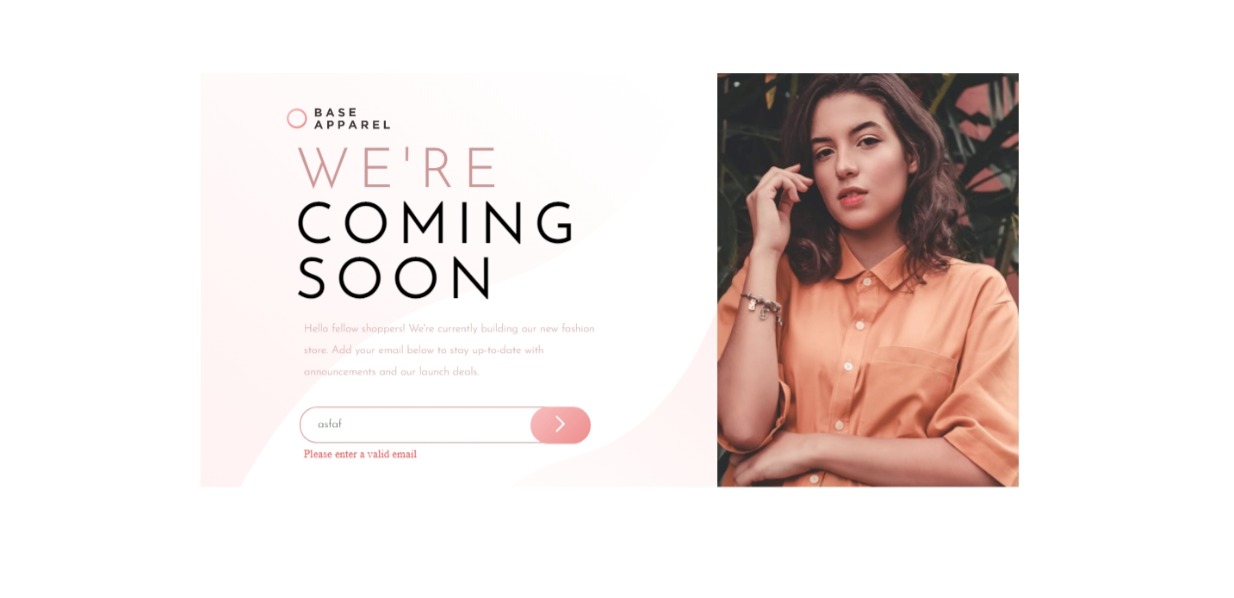 BASE
APPAREL
WE'RE
COMING
SOON
Hello fellow shoppers! We're currently building our new fashion
store. Add your email below to stay up-to-date with
announcements and our launch deals.
asfaf
Please enter a valid email